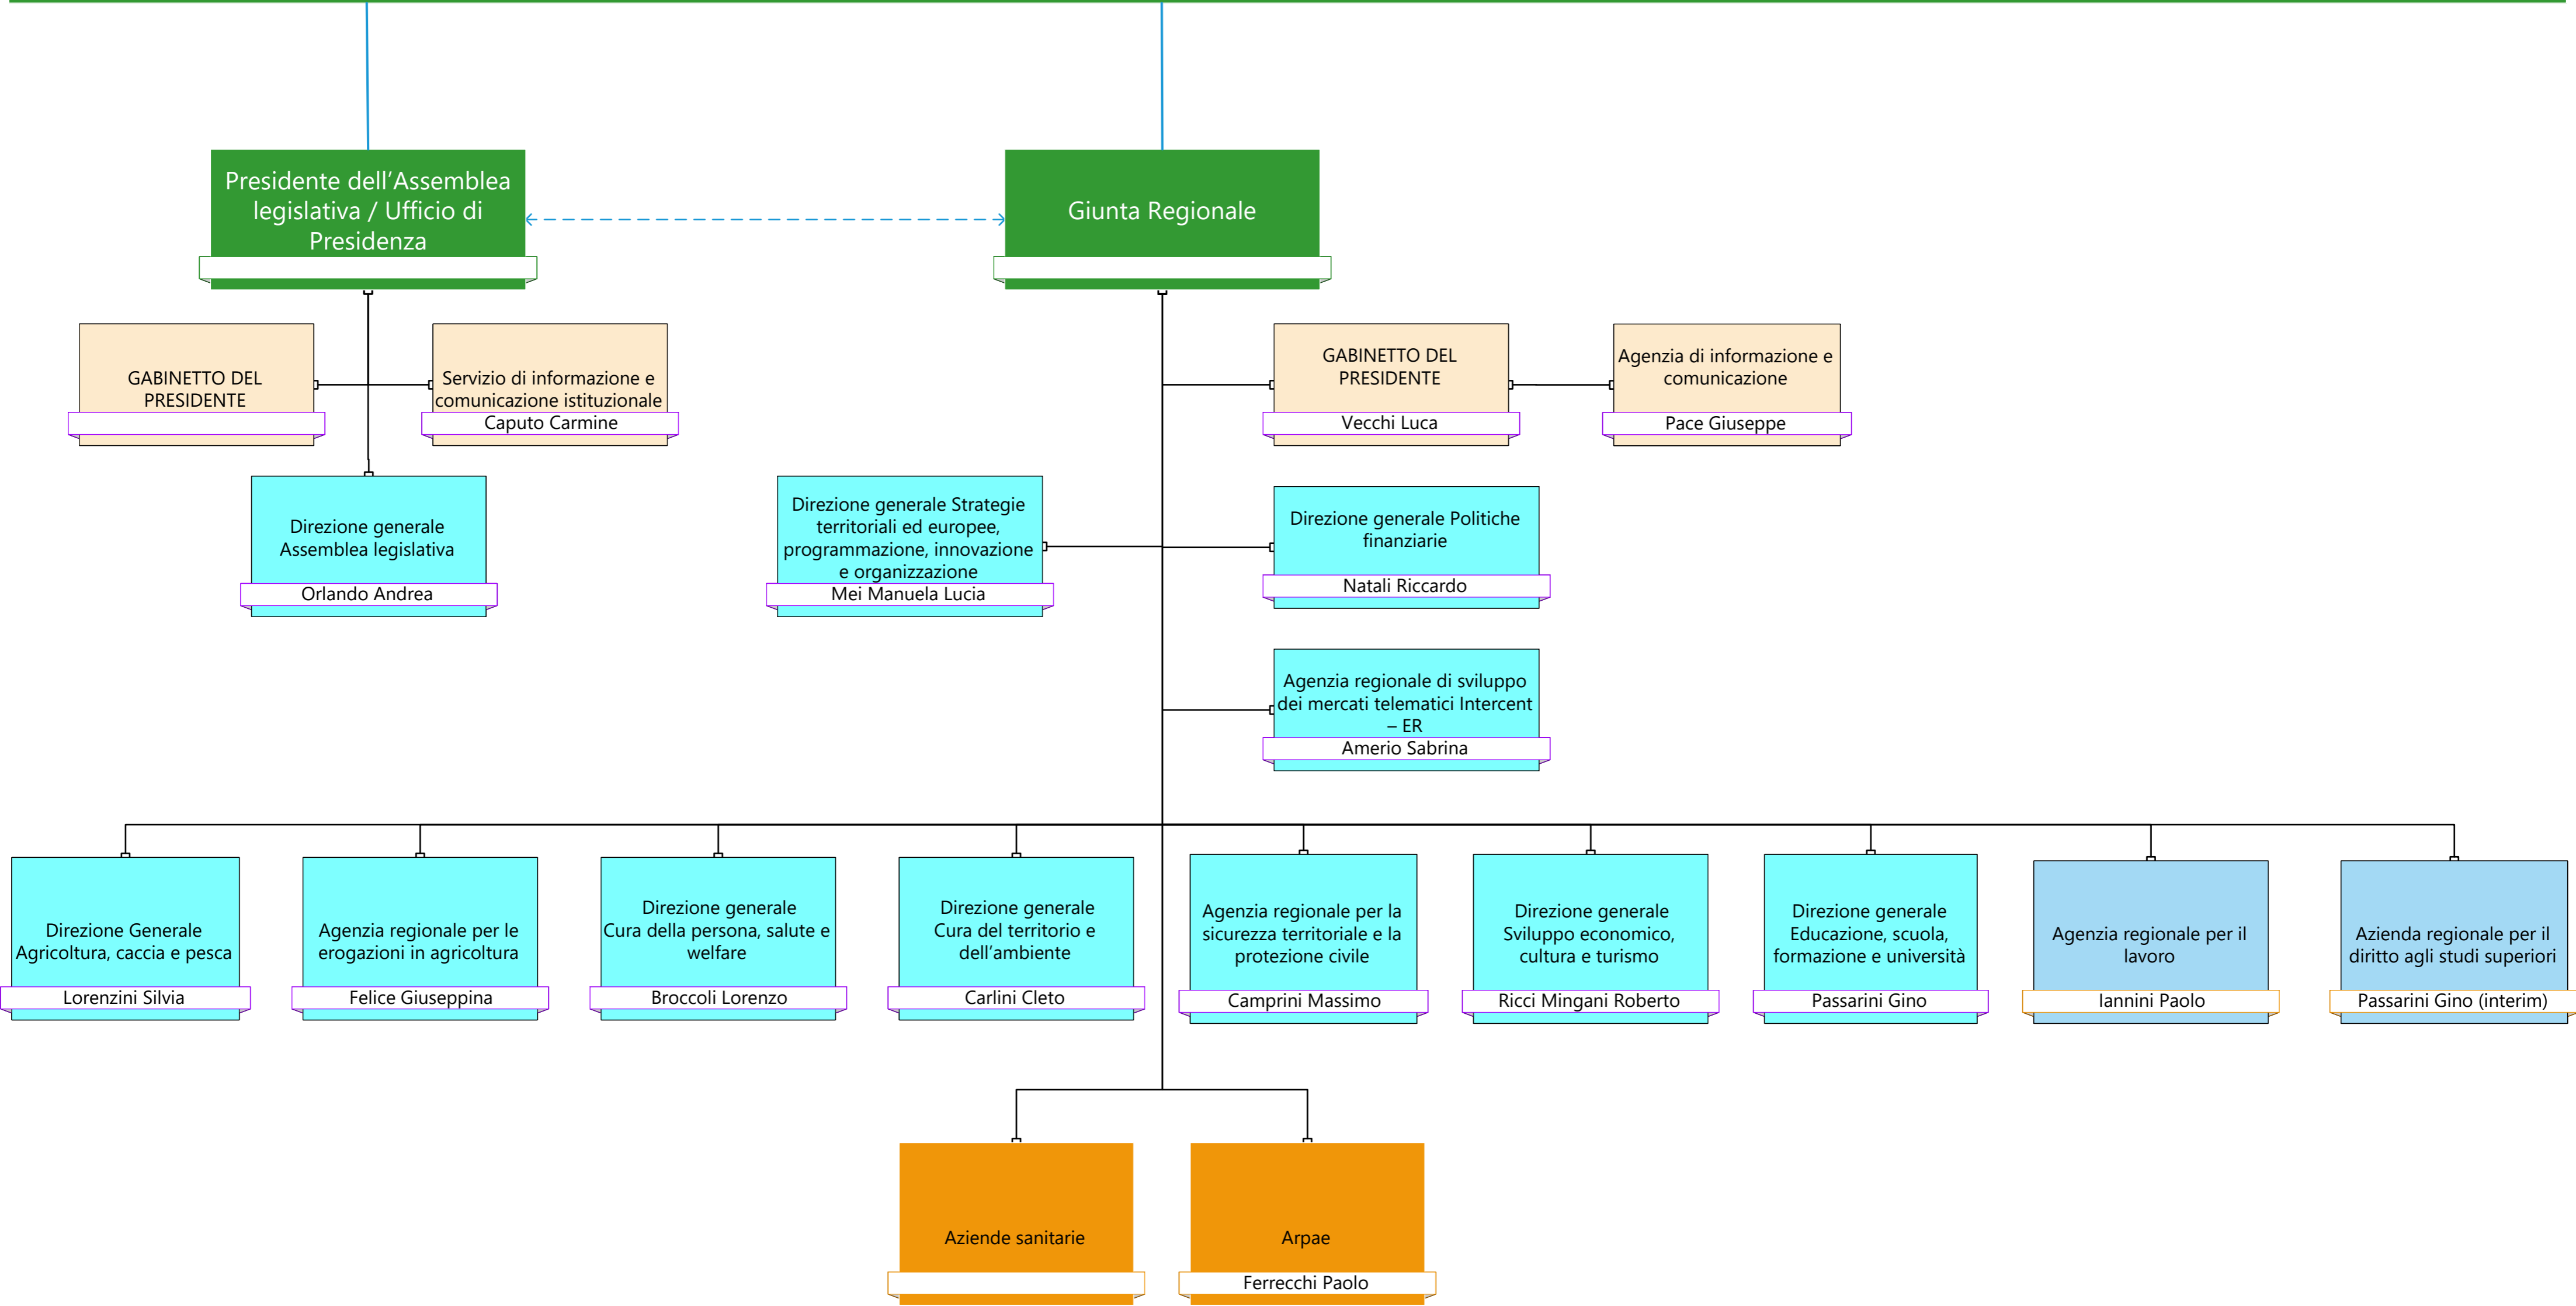 Presidente dell’Assemblea
legislativa / Ufficio di
Presidenza
Giunta Regionale
GABINETTO DEL
PRESIDENTE
Servizio di informazione e
comunicazione istituzionale
Caputo Carmine
GABINETTO DEL
PRESIDENTE
Vecchi Luca
Agenzia di informazione e
comunicazione
Pace Giuseppe
Direzione generale
Assemblea legislativa
Orlando Andrea
Direzione generale Strategie
territoriali ed europee,
programmazione, innovazione
e organizzazione
Mei Manuela Lucia
Direzione generale Politiche
finanziarie
Natali Riccardo
Agenzia regionale di sviluppo
dei mercati telematici Intercent
– ER
Amerio Sabrina
Direzione Generale
Agricoltura, caccia e pesca
Lorenzini Silvia
Agenzia regionale per le
erogazioni in agricoltura
Felice Giuseppina
Direzione generale
Cura della persona, salute e
welfare
Broccoli Lorenzo
Direzione generale
Cura del territorio e
dell’ambiente
Carlini Cleto
Agenzia regionale per la
sicurezza territoriale e la
protezione civile
Camprini Massimo
Direzione generale
Sviluppo economico,
cultura e turismo
Ricci Mingani Roberto
Direzione generale
Educazione, scuola,
formazione e università
Passarini Gino
Agenzia regionale per il
lavoro
Iannini Paolo
Azienda regionale per il
diritto agli studi superiori
Passarini Gino (interim)
Aziende sanitarie
Arpae
Ferrecchi Paolo